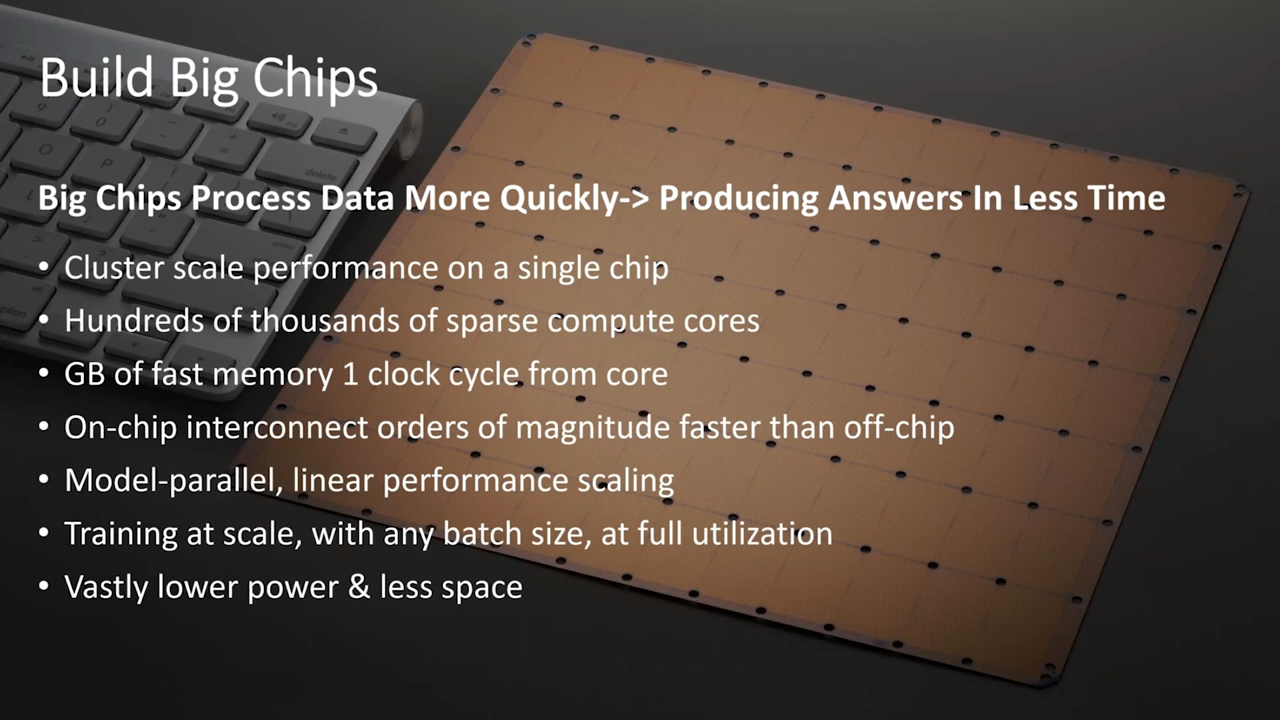 Build Big Chips
Big Chips Process Data More Quickly-> Producing Answers In Less Time
• Cluster scale performance on a single chip
• Hundreds of thousands of sparse compute cores
• GB of fast memory 1 clock cycle from core
• On-chip interconnect orders of magnitude faster than off-chip
• Model-parallel, linear performance scaling
• Training at scale, with any batch size, at full utilization
• Vastly lower power & less space
delete
enter
option